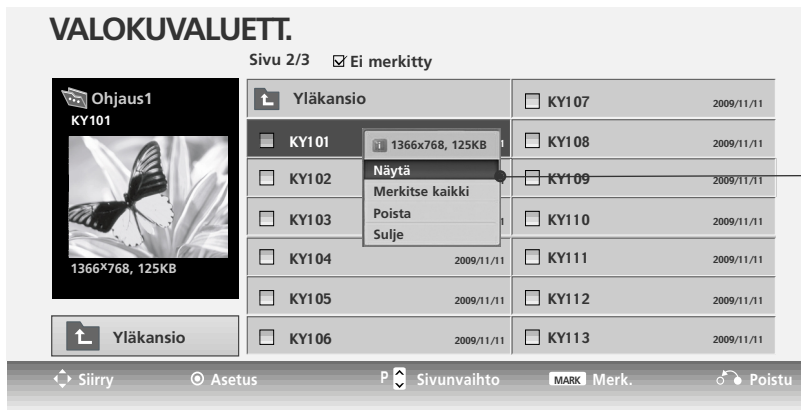 VALOKUVALUETT.
Sivu 2/3 Ei merkitty
Ohjaus1
KY101
1366x768, 125KB
Yläkansio
Yläkansio
KY101
1366x768, 125KB
Näytä
Merkitse kaikki
Poista
Sulje
KY102
KY103
KY104 2009/11/11
KY105 2009/11/11
KY106 2009/11/11
KY107 2009/11/11
KY108 2009/11/11
KY109 2009/11/11
KY110 2009/11/11
KY111 2009/11/11
KY112 2009/11/11
KY113 2009/11/11
Siirry Asetus P Sivunvaihto MARK Merk. Poistu